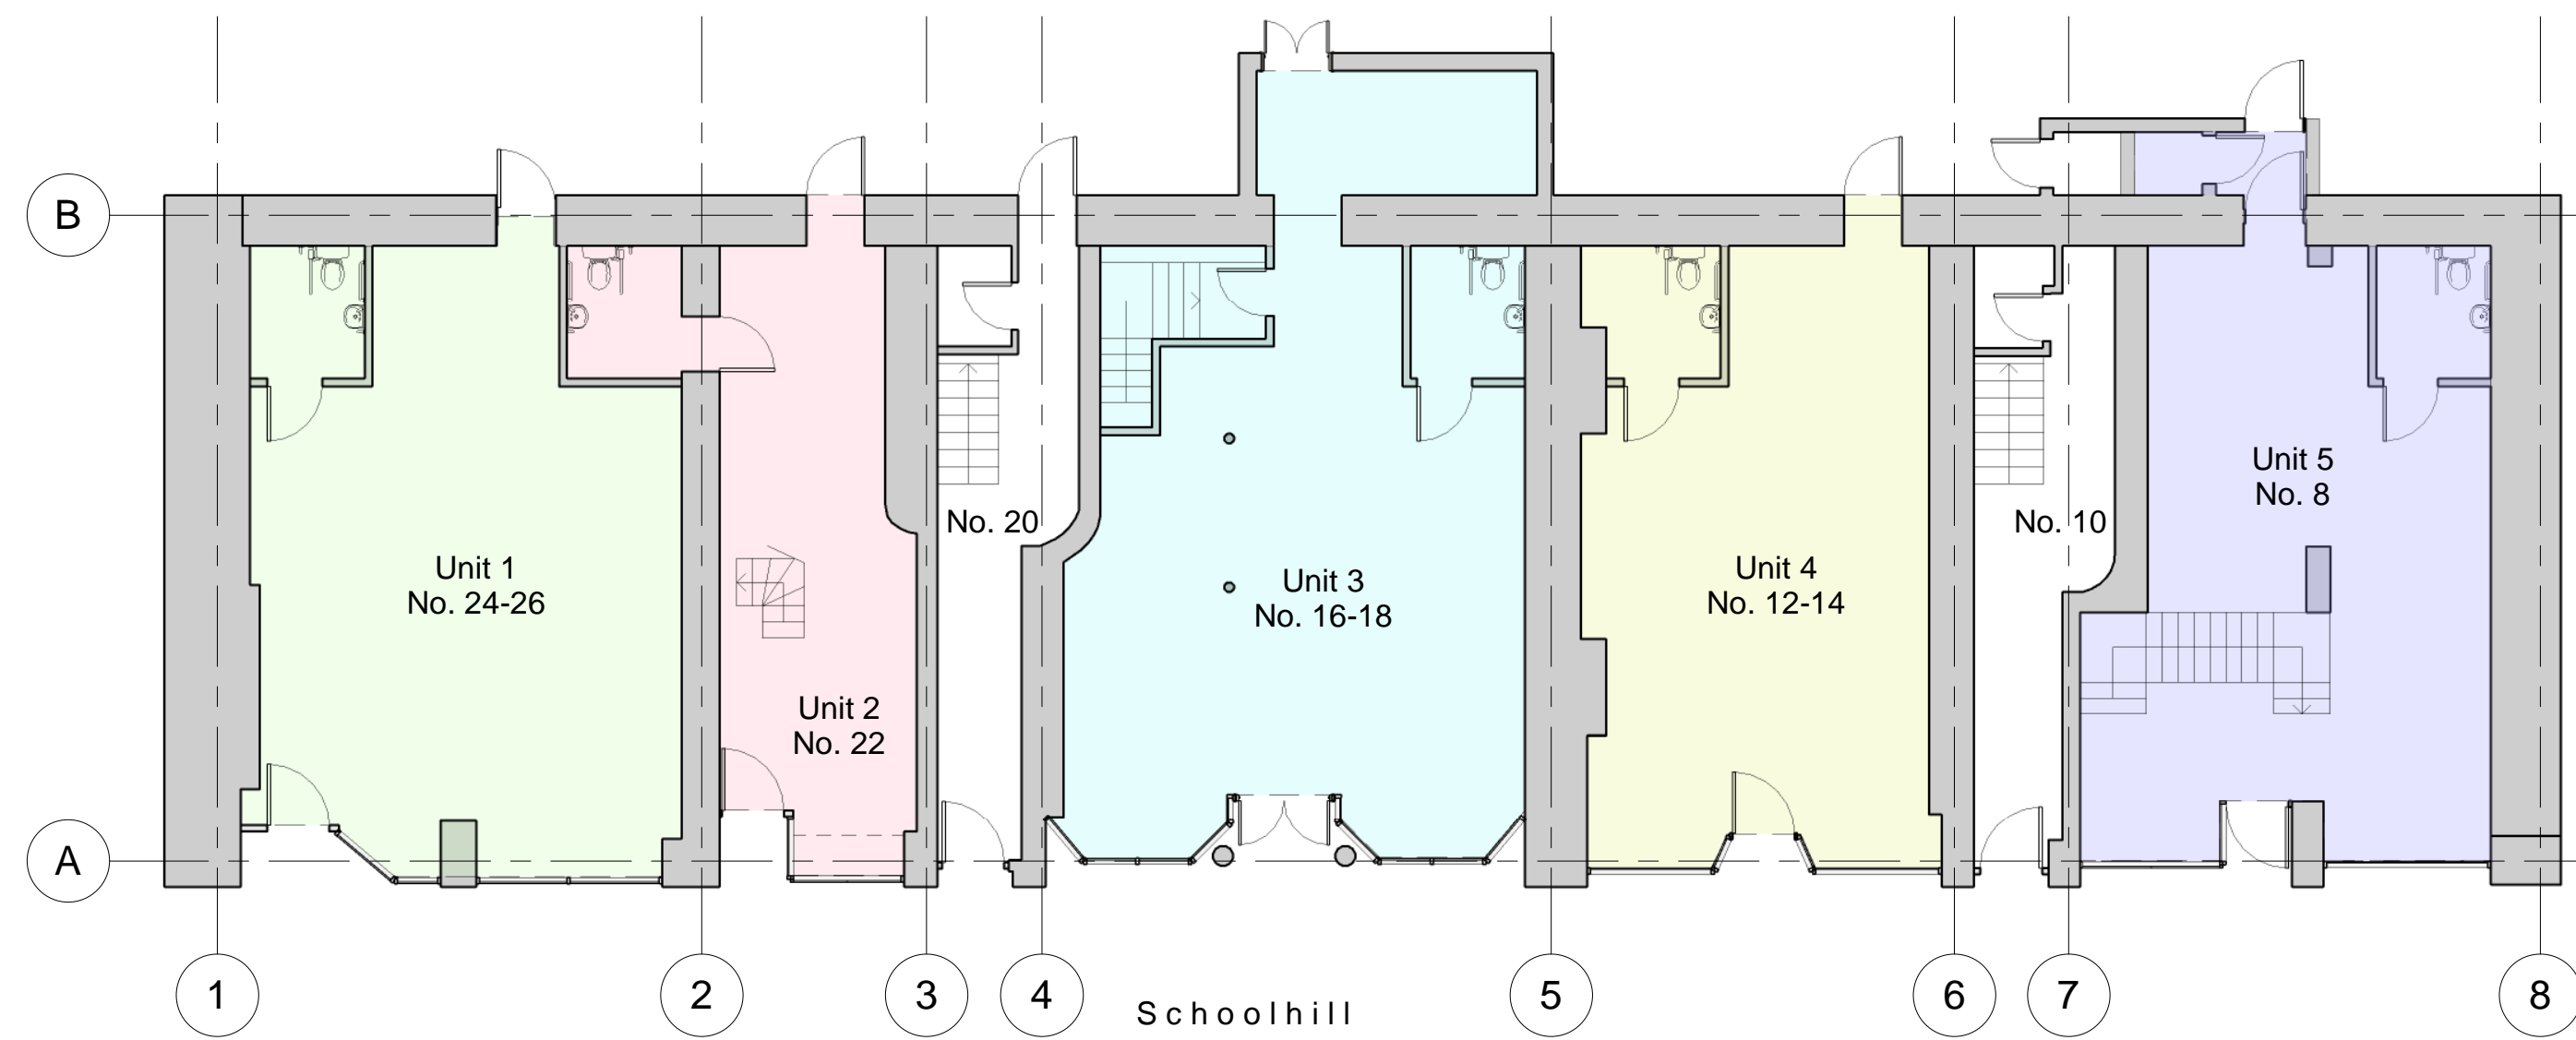 B
No. 20
No. 10
Unit 5
No. 8
Unit 1
No. 24-26
Unit 3
No. 16-18
Unit 4
No. 12-14
Unit 2
No. 22
A
1
2
3
4
5
6
7
8
Schoolhill